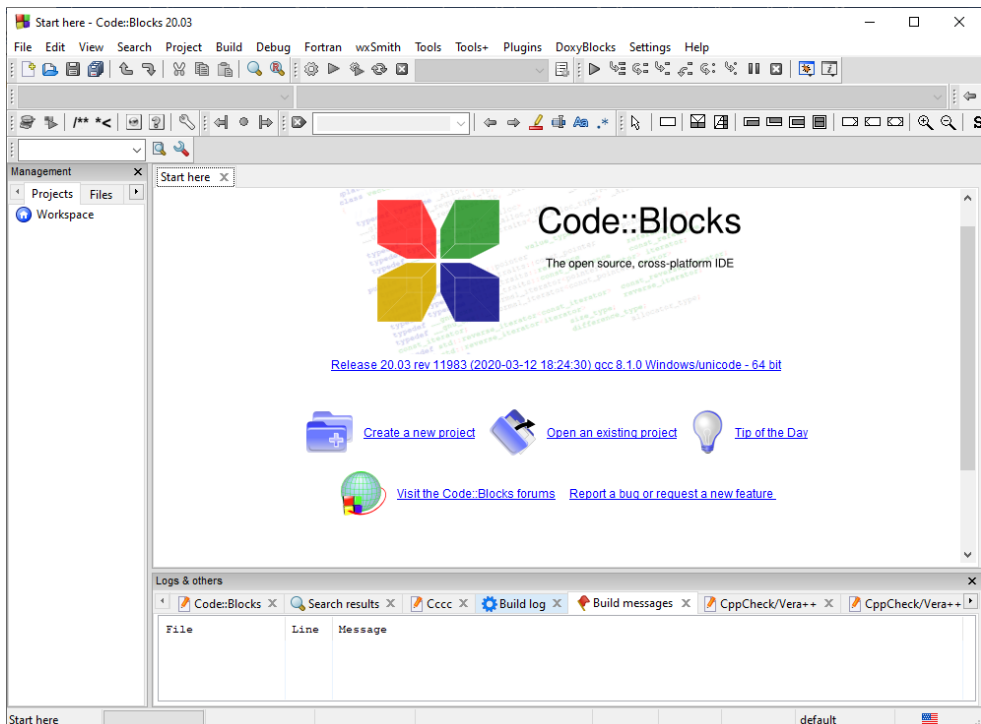 Start here - Code::Blocks 20.03
File Edit View Search Project Build Debug Fortran wxSmith Tools Tools+ Plugins DoxyBlocks Settings Help
/** *<
Aa .*
S
Management
Start here
Projects Files
Workspace
Code::Blocks
The open source, cross-platform IDE
Release 20.03 rev 11983 (2020-03-12 18:24:30) gcc 8.1.0 Windows/unicode - 64 bit
Create a new project Open an existing project Tip of the Day
Visit the Code::Blocks forums Report a bug or request a new feature
Logs & others
Code::Blocks Search results Cccc Build log Build messages CppCheck/Vera++ CppCheck/Vera++
File Line Message
Start here default